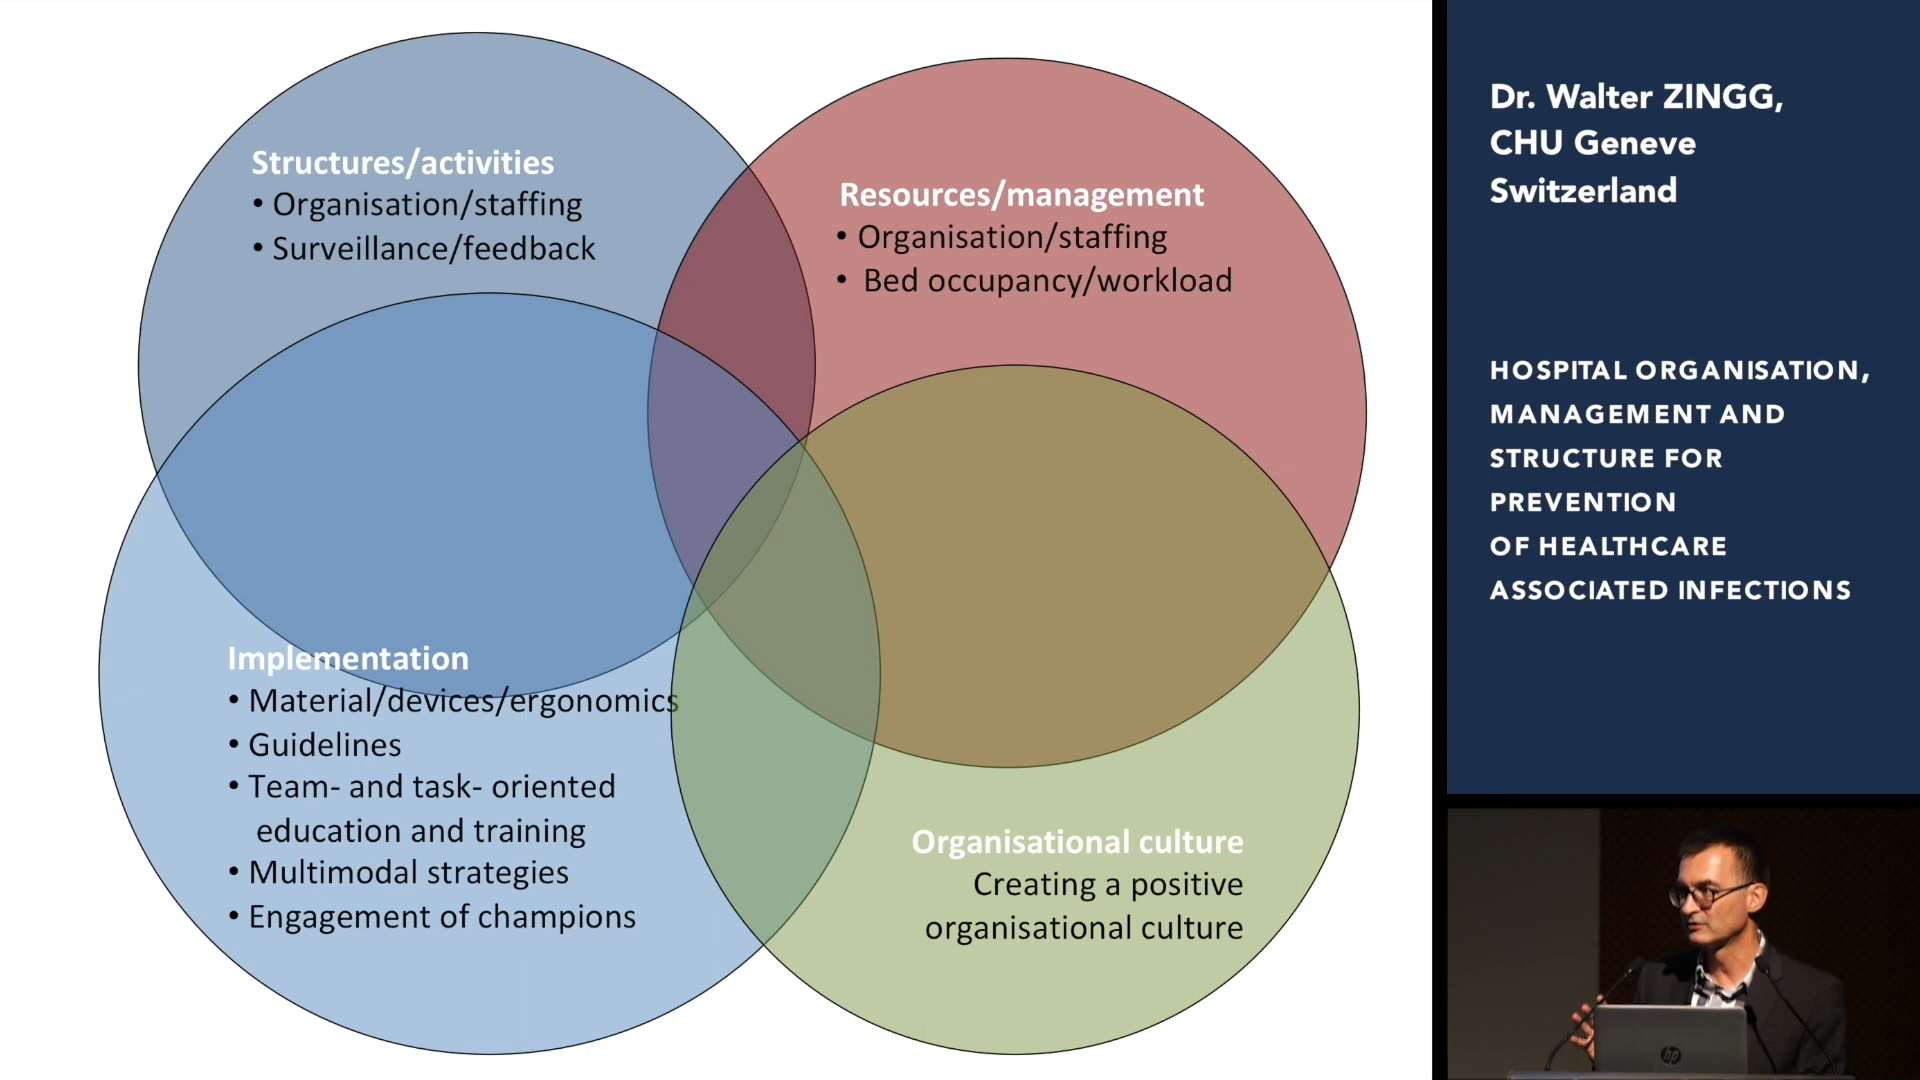 Structures/activities
• Organisation/staffing
• Surveillance/feedback
Resources/management
• Organisation/staffing
• Bed occupancy/workload
Implementation
• Material/devices/ergonomics
• Guidelines
• Team- and task- oriented
education and training
• Multimodal strategies
• Engagement of champions
Organisational culture
Creating a positive
organisational culture
Dr. Walter ZINGG,
CHU Geneve
Switzerland
HOSPITAL ORGANISATION,
MANAGEMENT AND
STRUCTURE FOR
PREVENTION
OF HEALTHCARE
ASSOCIATED INFECTIONS
hp